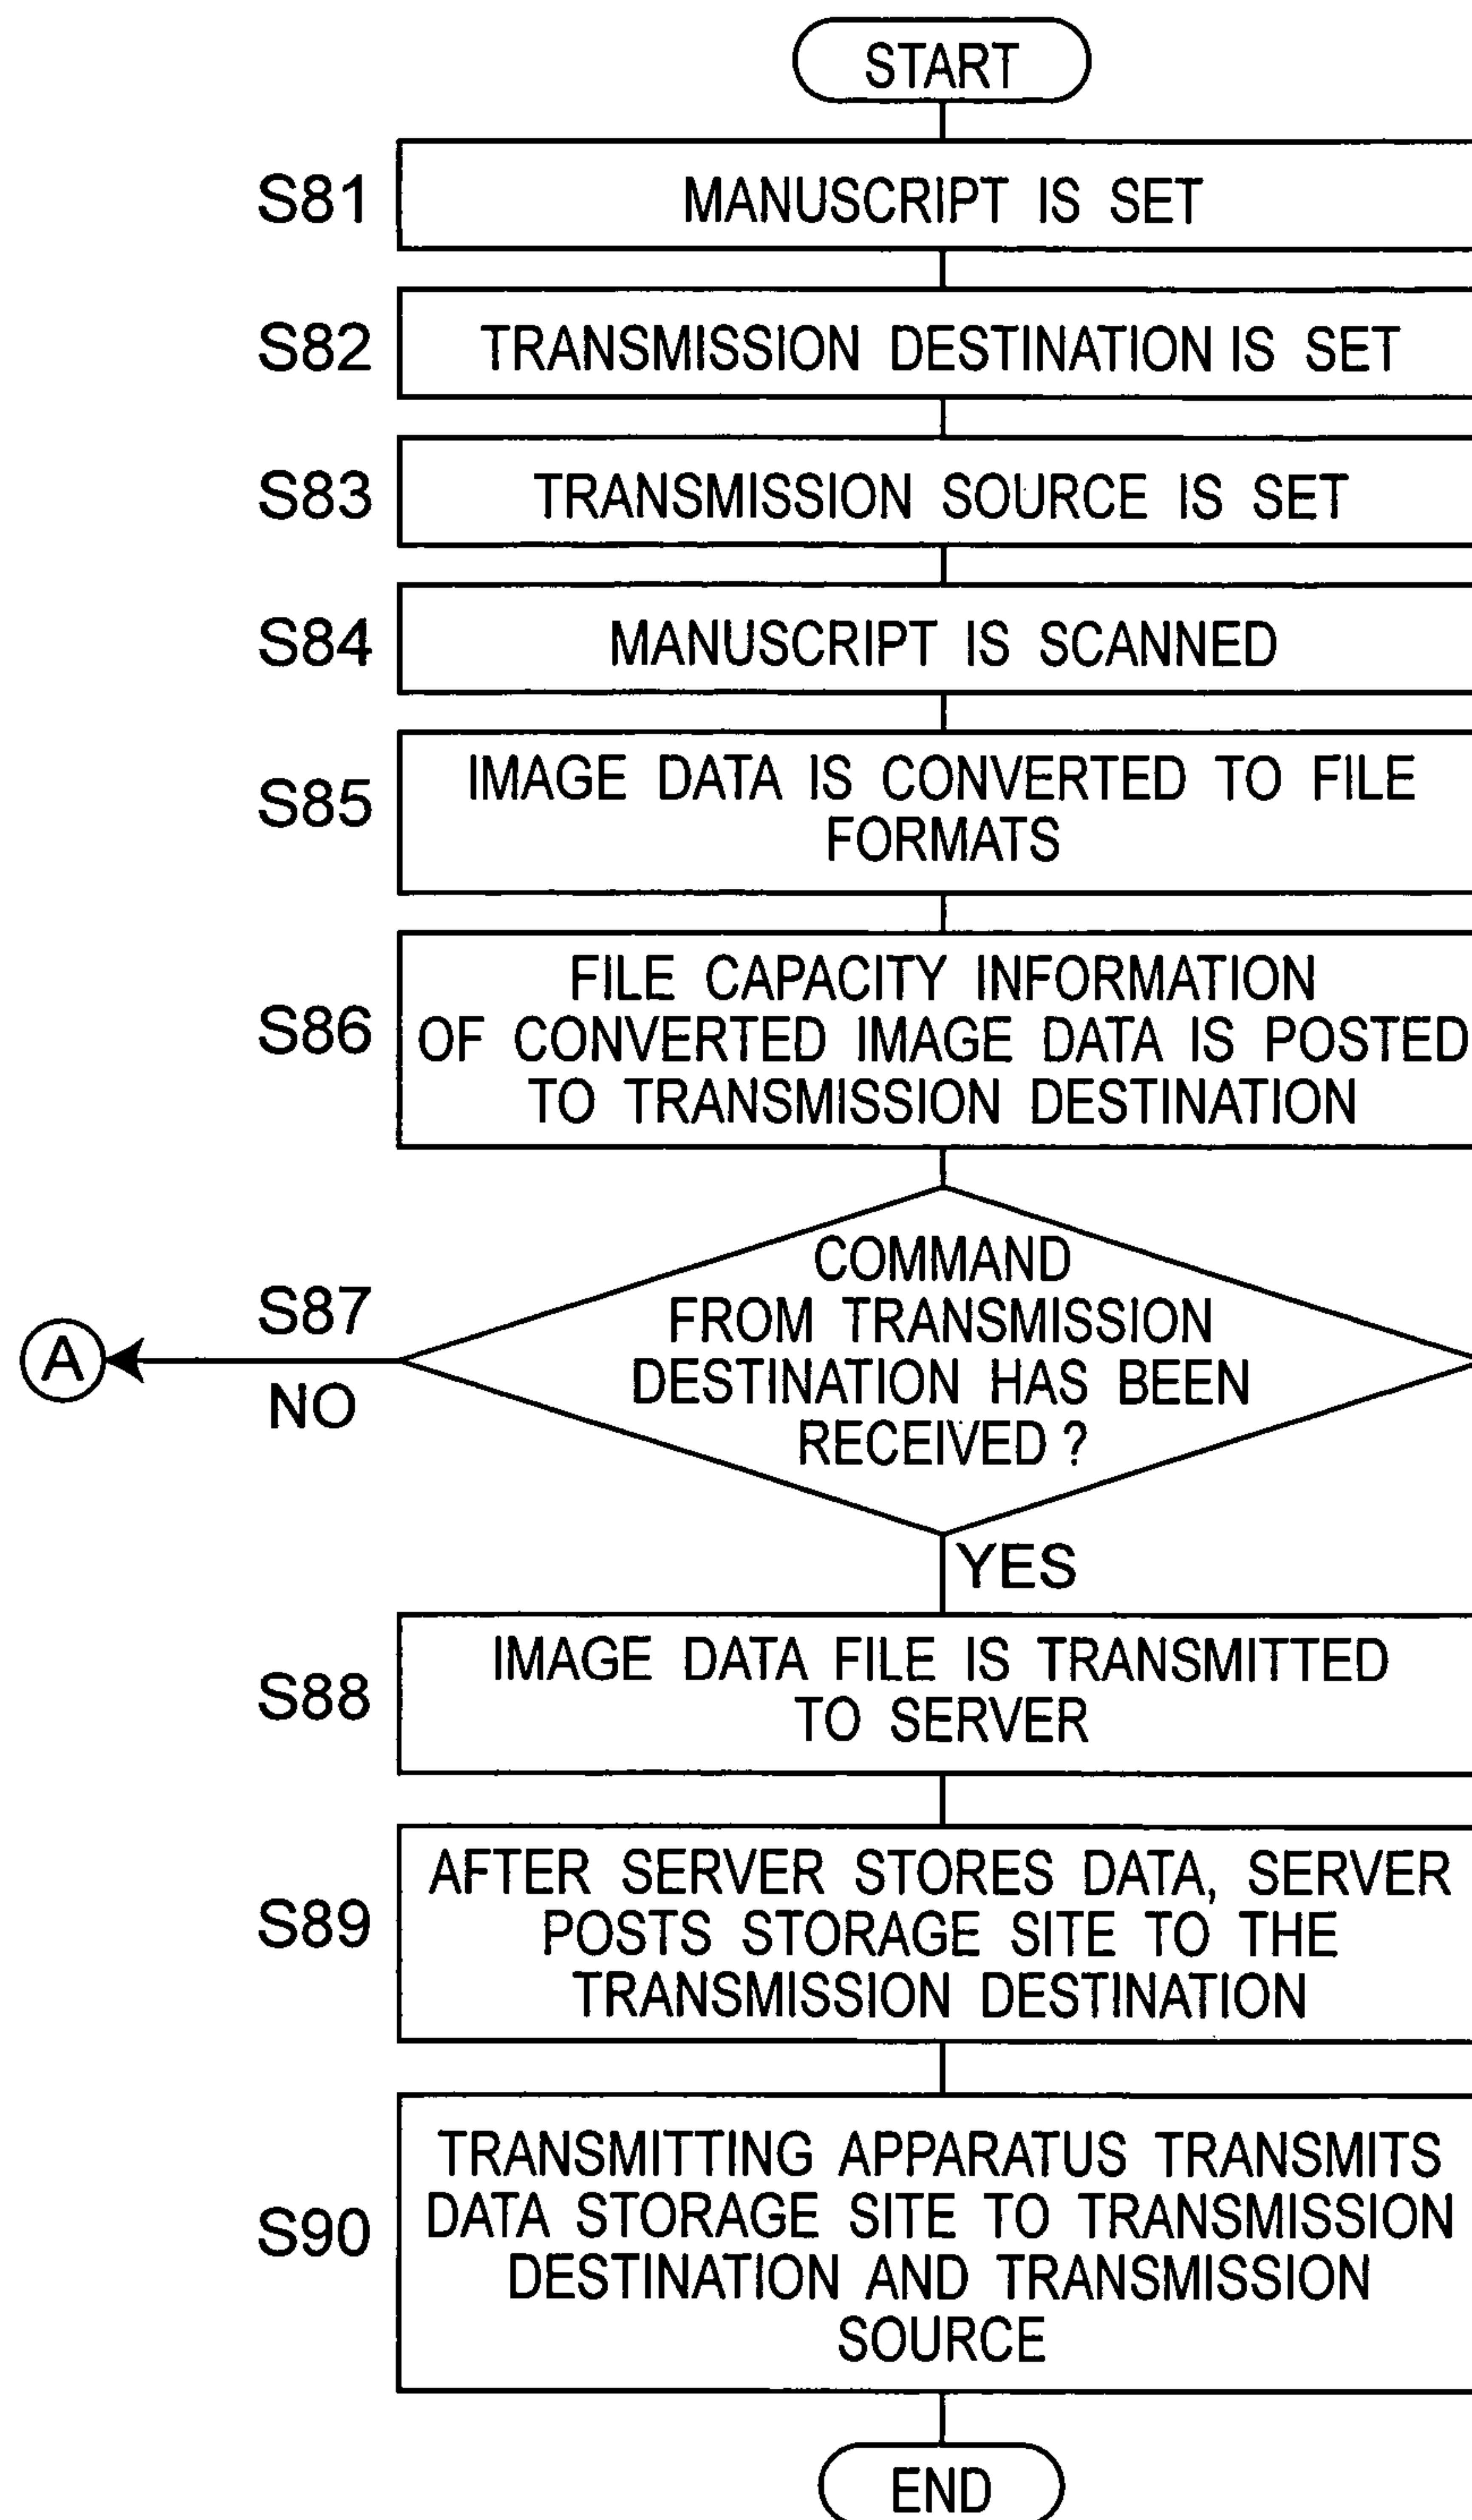 START
S81
MANUSCRIPT IS SET
S82
TRANSMISSION DESTINATION IS SET
S83
TRANSMISSION SOURCE IS SET
S84
MANUSCRIPT IS SCANNED
S85
IMAGE DATA IS CONVERTED TO FILE
FORMATS
S86
FILE CAPACITY INFORMATION
OF CONVERTED IMAGE DATA IS POSTED
TO TRANSMISSION DESTINATION
S87
COMMAND
FROM TRANSMISSION
DESTINATION HAS BEEN
RECEIVED ?
A
NO
YES
S88
IMAGE DATA FILE IS TRANSMITTED
TO SERVER
S89
AFTER SERVER STORES DATA, SERVER
POSTS STORAGE SITE TO THE
TRANSMISSION DESTINATION
S90
TRANSMITTING APPARATUS TRANSMITS
DATA STORAGE SITE TO TRANSMISSION
DESTINATION AND TRANSMISSION
SOURCE
END